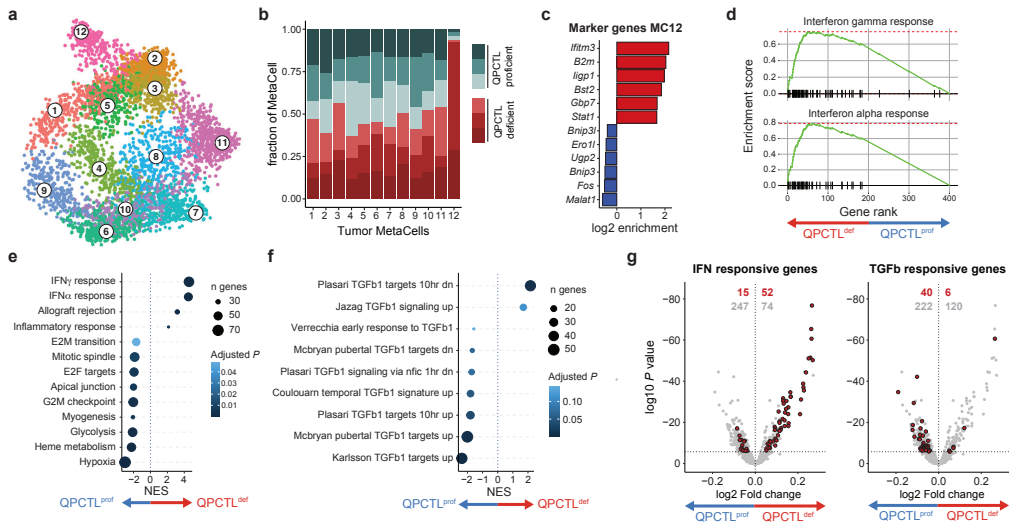 a
12
2
3
5
1
11
8
4
9
10
7
6
b
fraction of MetaCell
1.00
0.75
0.50
0.25
0.00
1 2 3 4 5 6 7 8 9 10 11 12
Tumor MetaCells
QPCTL
proficient
QPCTL
deficient
c
Marker genes MC12
Ifitm3
B2m
Iigp1
Bst2
Gbp7
Stat1
Bnip3l
Ero1l
Ugp2
Bnip3
Fos
Malat1
0 1 2
log2 enrichment
d
Interferon gamma response
0.6
0.4
0.2
0.0
Interferon alpha response
0.8
0.6
0.4
0.2
0.0
Enrichment score
0 100 200 300 400
Gene rank
QPCTLdef
QPCTLprof
e
IFNγ response
IFNα response
Allograft rejection
Inflammatory response
E2M transition
Mitotic spindle
E2F targets
Apical junction
G2M checkpoint
Myogenesis
Glycolysis
Heme metabolism
Hypoxia
−2 0 2 4
NES
QPCTLprof
QPCTLdef
n genes
30
50
70
Adjusted P
0.04
0.03
0.02
0.01
f
Plasari TGFb1 targets 10hr dn
Jazag TGFb1 signaling up
Verrecchia early response to TGFb1
Mcbryan pubertal TGFb1 targets dn
Plasari TGFb1 signaling via nfic 1hr dn
Coulouarn temporal TGFb1 signature up
Plasari TGFb1 targets 10hr up
Mcbryan pubertal TGFb1 targets up
Karlsson TGFb1 targets up
−2 −1 0 1 2
NES
QPCTLprof
QPCTLdef
n genes
20
30
40
50
Adjusted P
0.10
0.05
g
IFN responsive genes
15 52
247 74
log10 P value
−80
−60
−40
−20
0
−0.2 0.0 0.2
log2 Fold change
QPCTLprof
QPCTLdef
TGFb responsive genes
40 6
222 120
−80
−60
−40
−20
0
−0.2 0.0 0.2
log2 Fold change
QPCTLprof
QPCTLdef